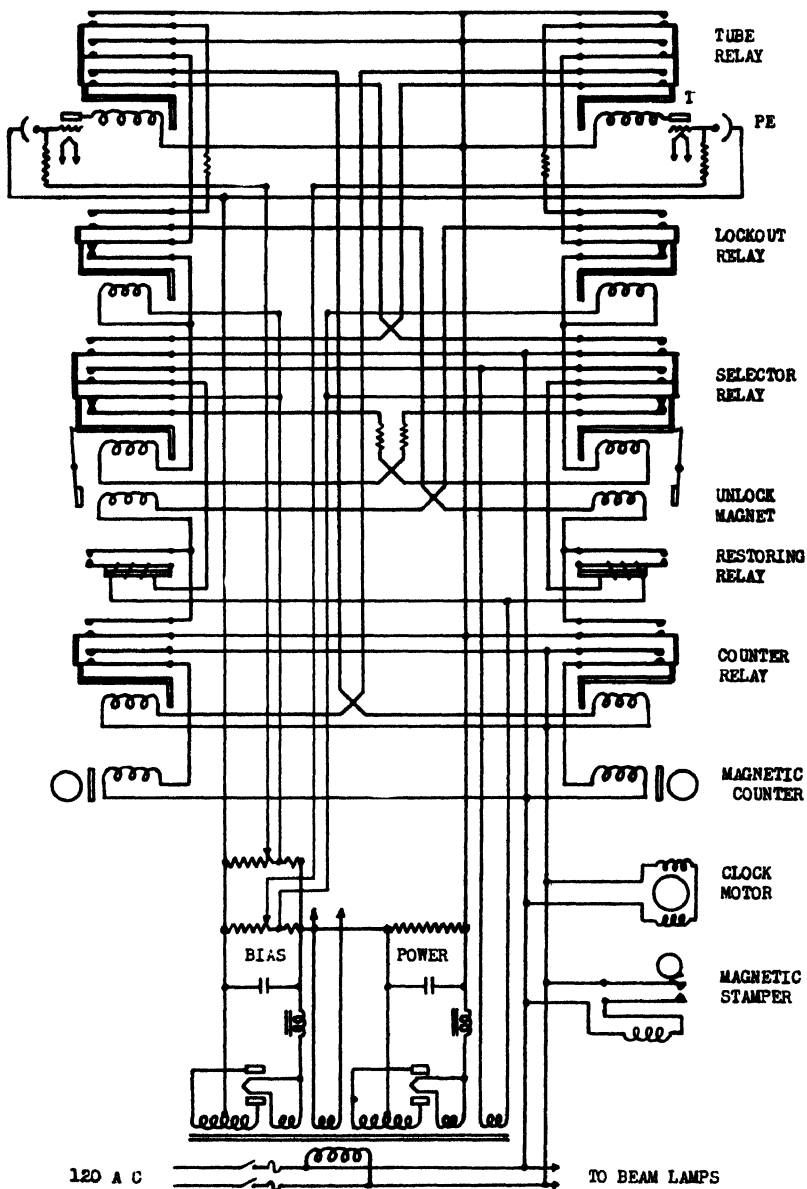 TUBE
RELAY
T
PE
LOCKOUT
RELAY
SELECTOR
RELAY
UNLOCK
MAGNET
RESTORING
RELAY
COUNTER
RELAY
MAGNETIC
COUNTER
CLOCK
MOTOR
BIAS
POWER
MAGNETIC
STAMPER
120 A C
TO BEAM LAMPS